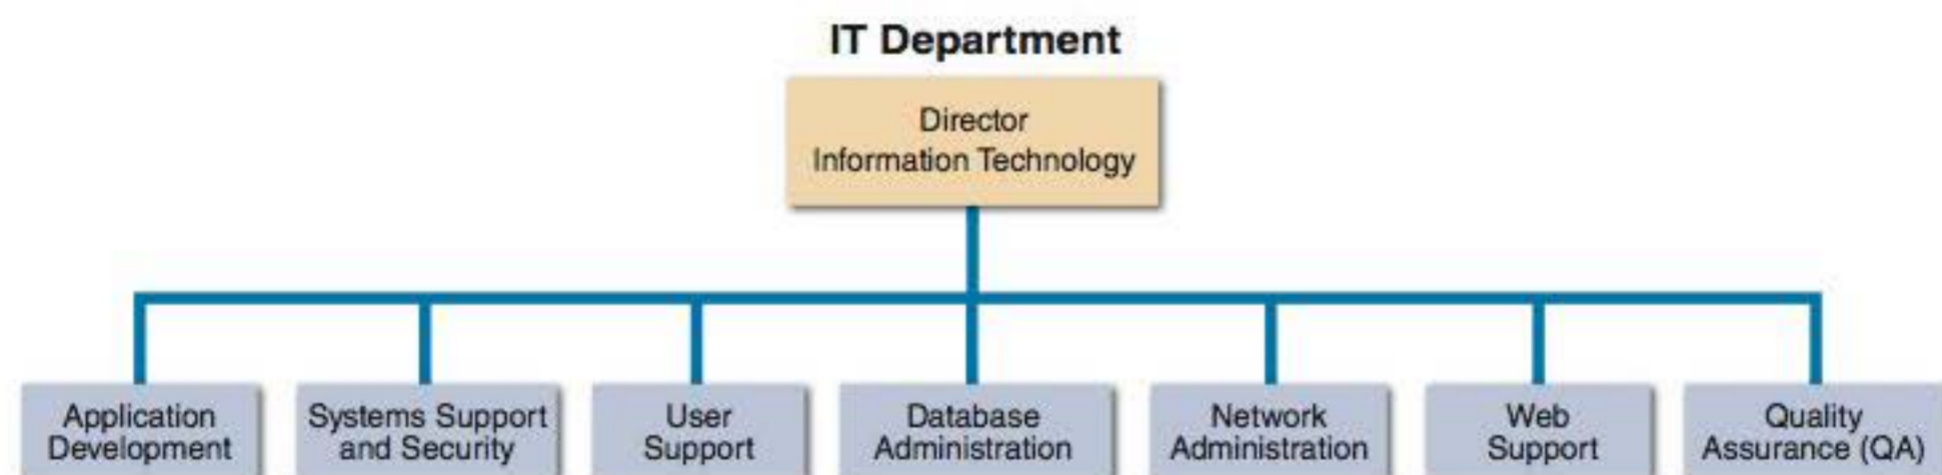 IT Department
Director
Information Technology
Application
Development
Systems Support
and Security
User
Support
Database
Administration
Network
Administration
Web
Support
Quality
Assurance (QA)